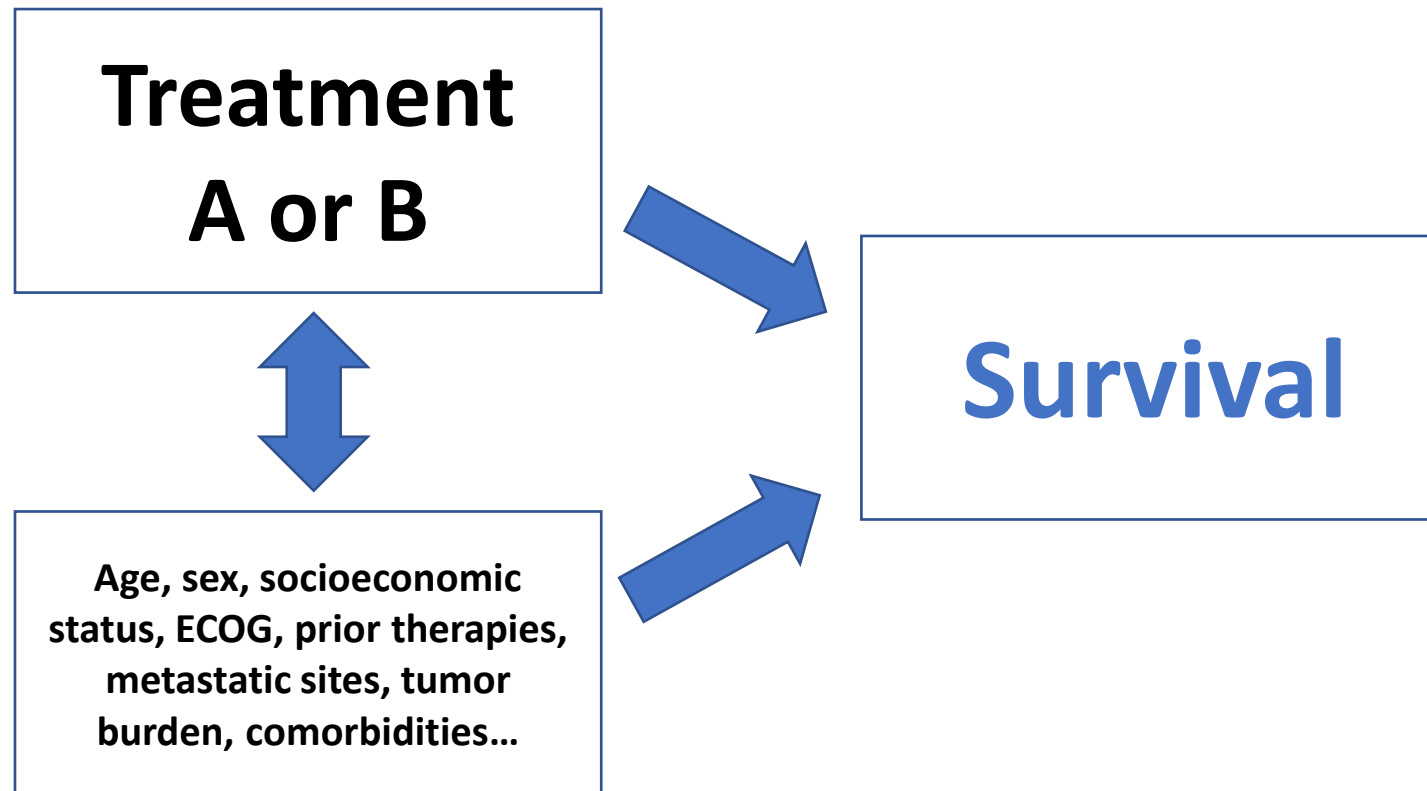 Treatment
A or B
Survival
Age, sex, socioeconomic
status, ECOG, prior therapies,
metastatic sites, tumor
burden, comorbidities…